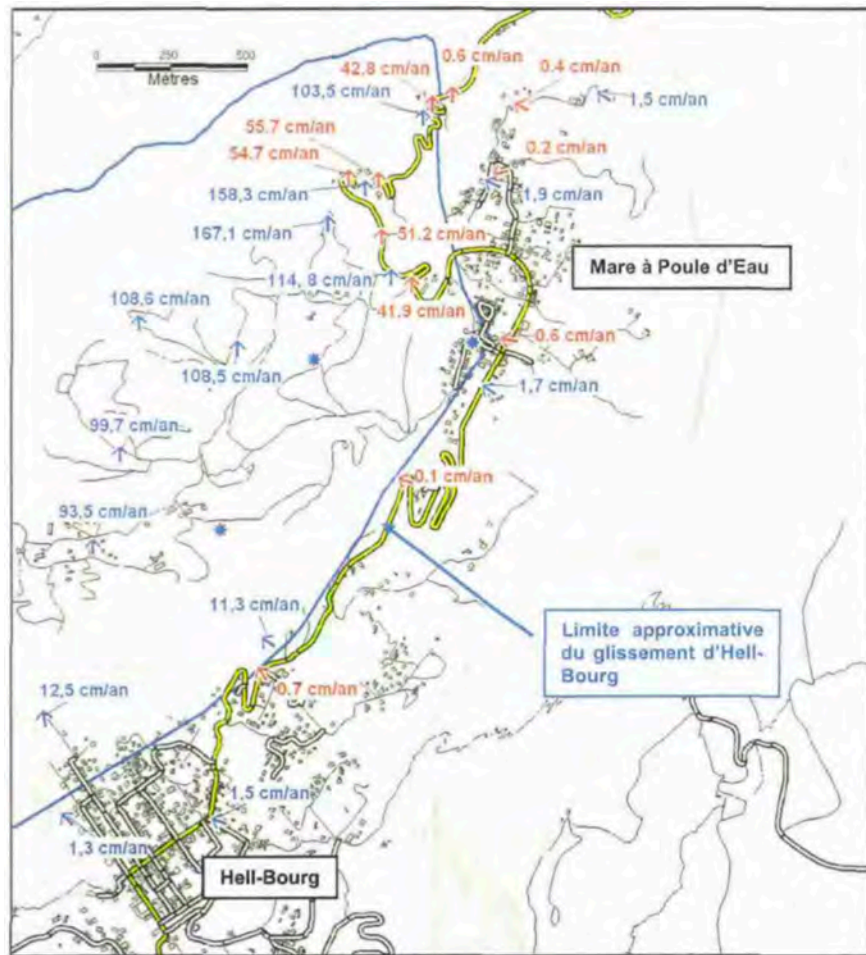 0 250 500
Mètres
0.6 cm/an
42,8 cm/an
103,5 cm/an
0.4 cm/an
1,5 cm/an
55.7 cm/an
54.7 cm/an
0.2 cm/an
158,3 cm/an
1,9 cm/an
167,1 cm/an
51.2 cm/an
Mare à Poule d'Eau
114, 8 cm/an
108,6 cm/an
41.9 cm/an
0.6 cm/an
108,5 cm/an
1,7 cm/an
99,7 cm/an
0.1 cm/an
93,5 cm/an
11,3 cm/an
Limite approximative
du glissement d'Hell-
Bourg
12,5 cm/an
0.7 cm/an
1,5 cm/an
1,3 cm/an
Hell-Bourg